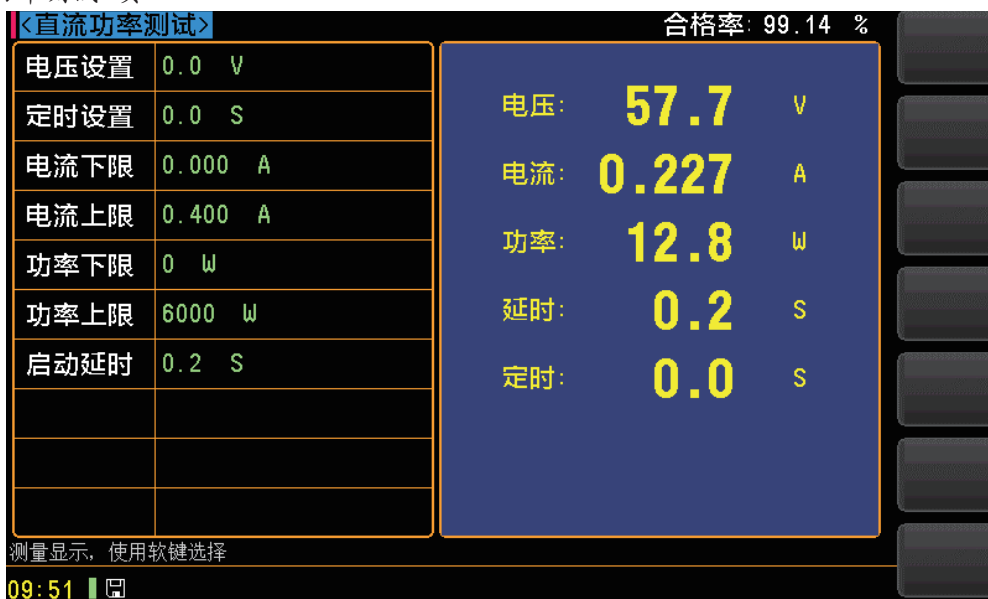 <直流功率测试>
合格率: 99.14 %
电压设置 0.0 V
定时设置 0.0 S
电流下限 0.000 A
电流上限 0.400 A
功率下限 0 W
功率上限 6000 W
启动延时 0.2 S
电压: 57.7 V
电流: 0.227 A
功率: 12.8 W
延时: 0.2 S
定时: 0.0 S
测量显示，使用软键选择
09:51